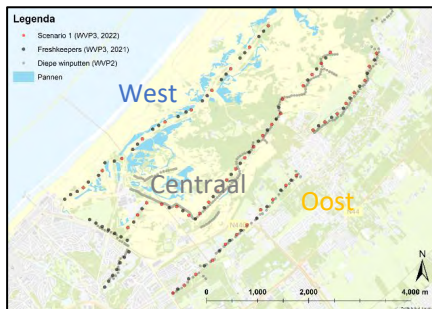 Legenda
Scenario 1 (WVP3, 2022)
Freshkeepers (WVP3, 2021)
Diepe winputten (WVP2)
Pannen
West
Centraal
Oost
N
0 1,000 2,000 4,000 m